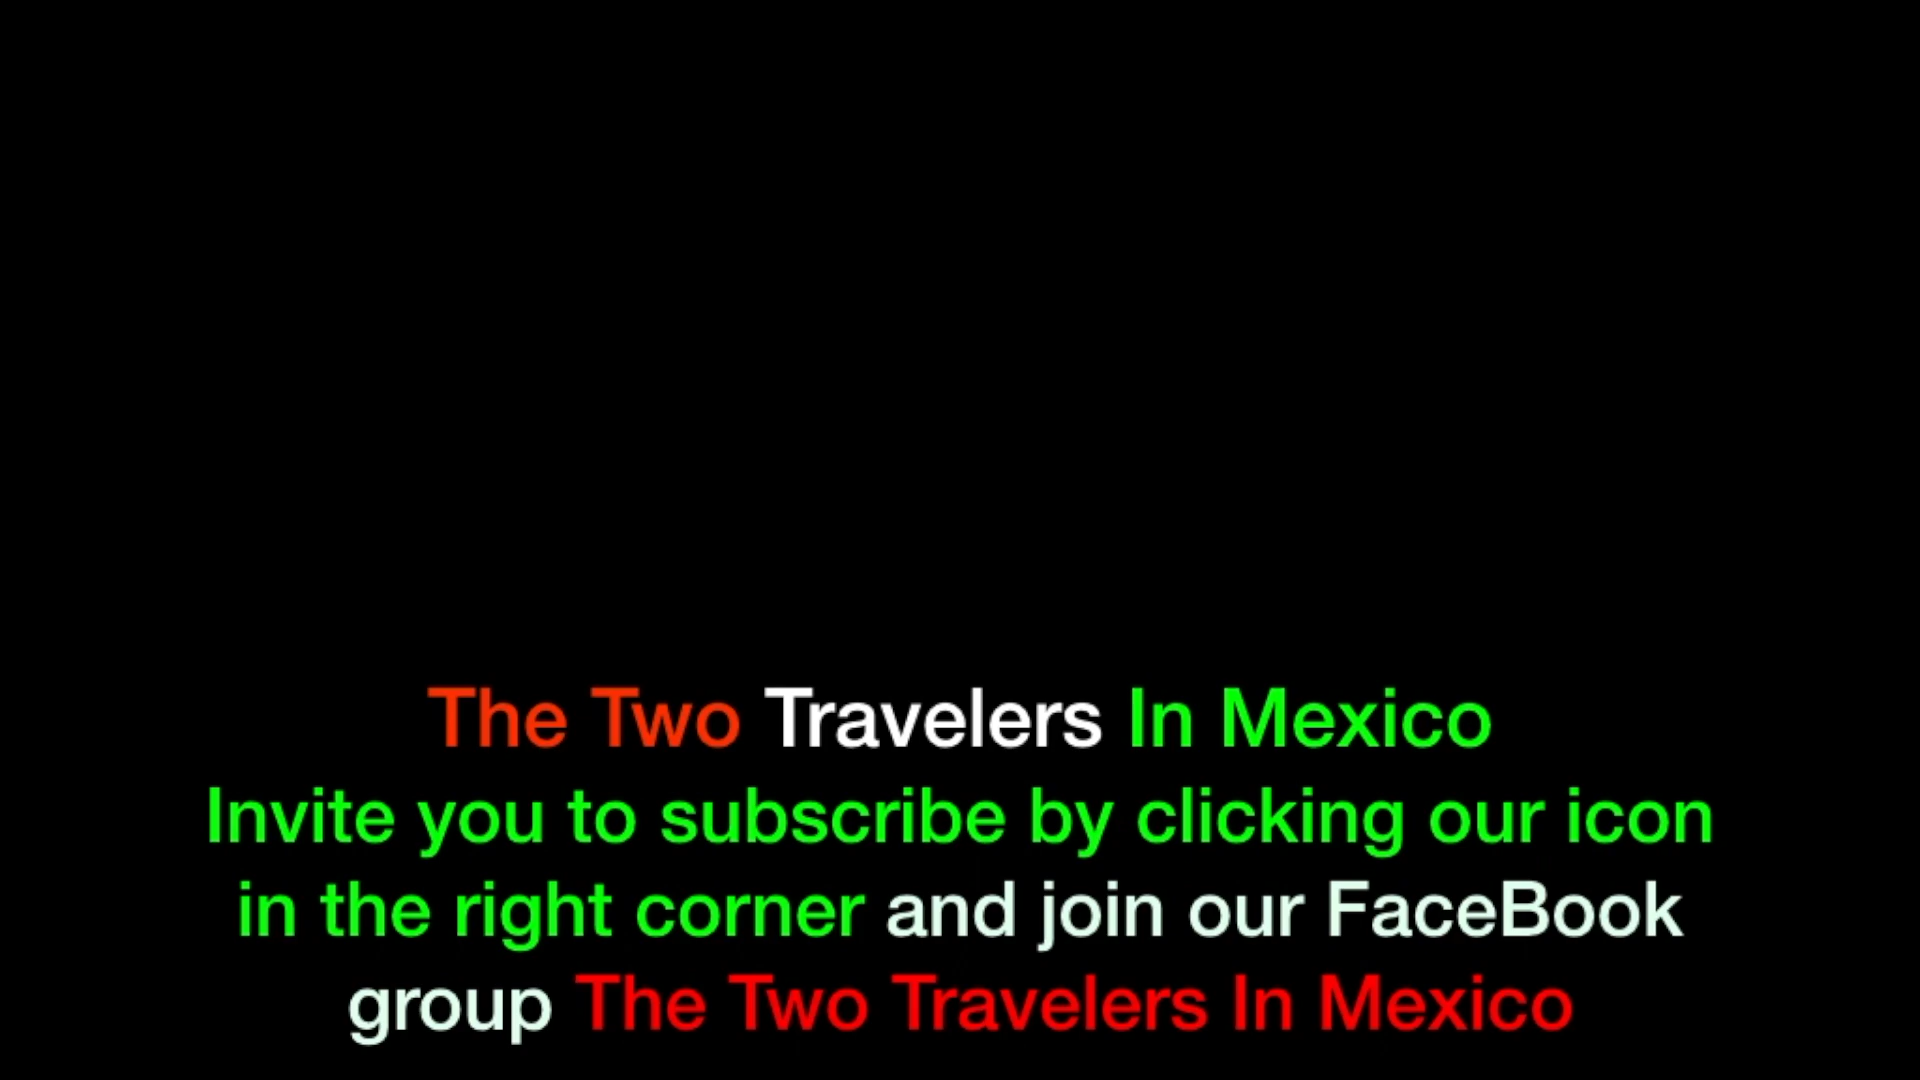 The Two Travelers In Mexico
Invite you to subscribe by clicking our icon
in the right corner and join our FaceBook
group The Two Travelers In Mexico